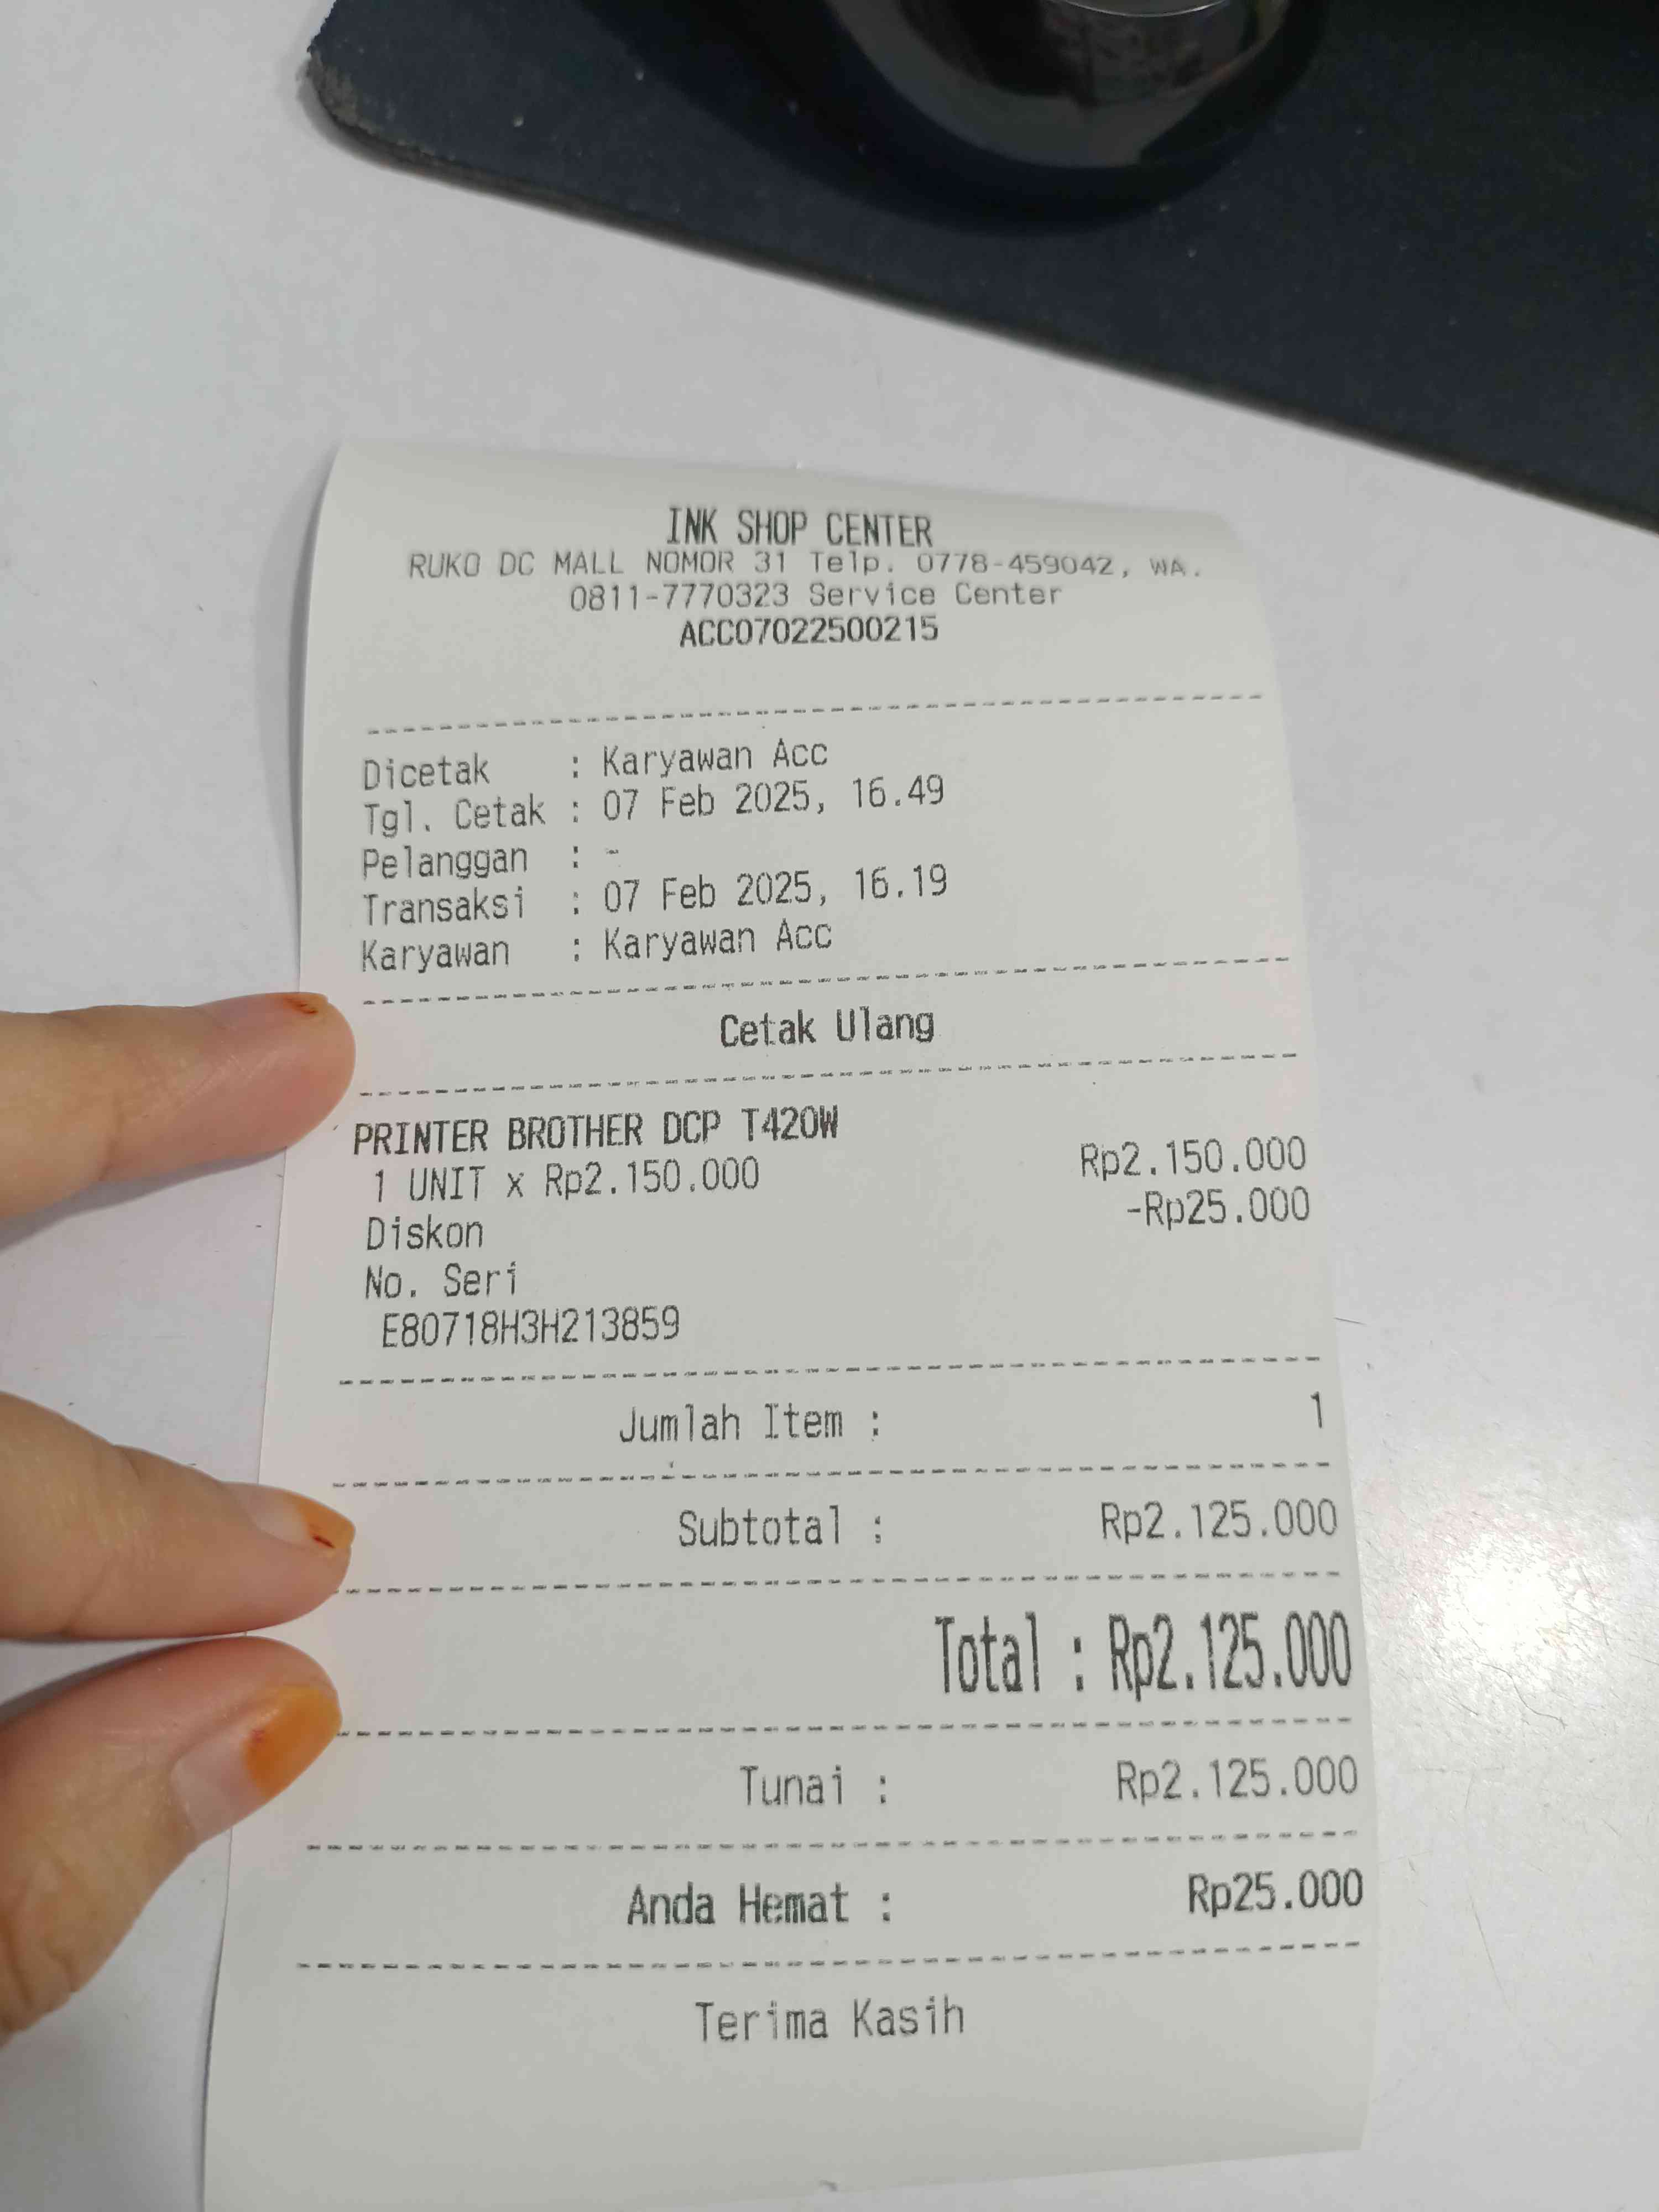 INK SHOP CENTER
RUKO DC MALL NOMOR 31 Telp. 0778-459042, WA.
0811-7770323 Service Center
ACC07022500215
Dicetak : Karyawan Acc
Tgl. Cetak : 07 Feb 2025, 16.49
Pelanggan : -
Transaksi : 07 Feb 2025, 16.19
Karyawan : Karyawan Acc
Cetak Ulang
PRINTER BROTHER DCP T420W
1 UNIT x Rp2.150.000 Rp2.150.000
Diskon -Rp25.000
No. Seri
E80718H3H213859
Jumlah Item : 1
Subtotal : Rp2.125.000
Total : Rp2.125.000
Tunai : Rp2.125.000
Anda Hemat : Rp25.000
Terima Kasih